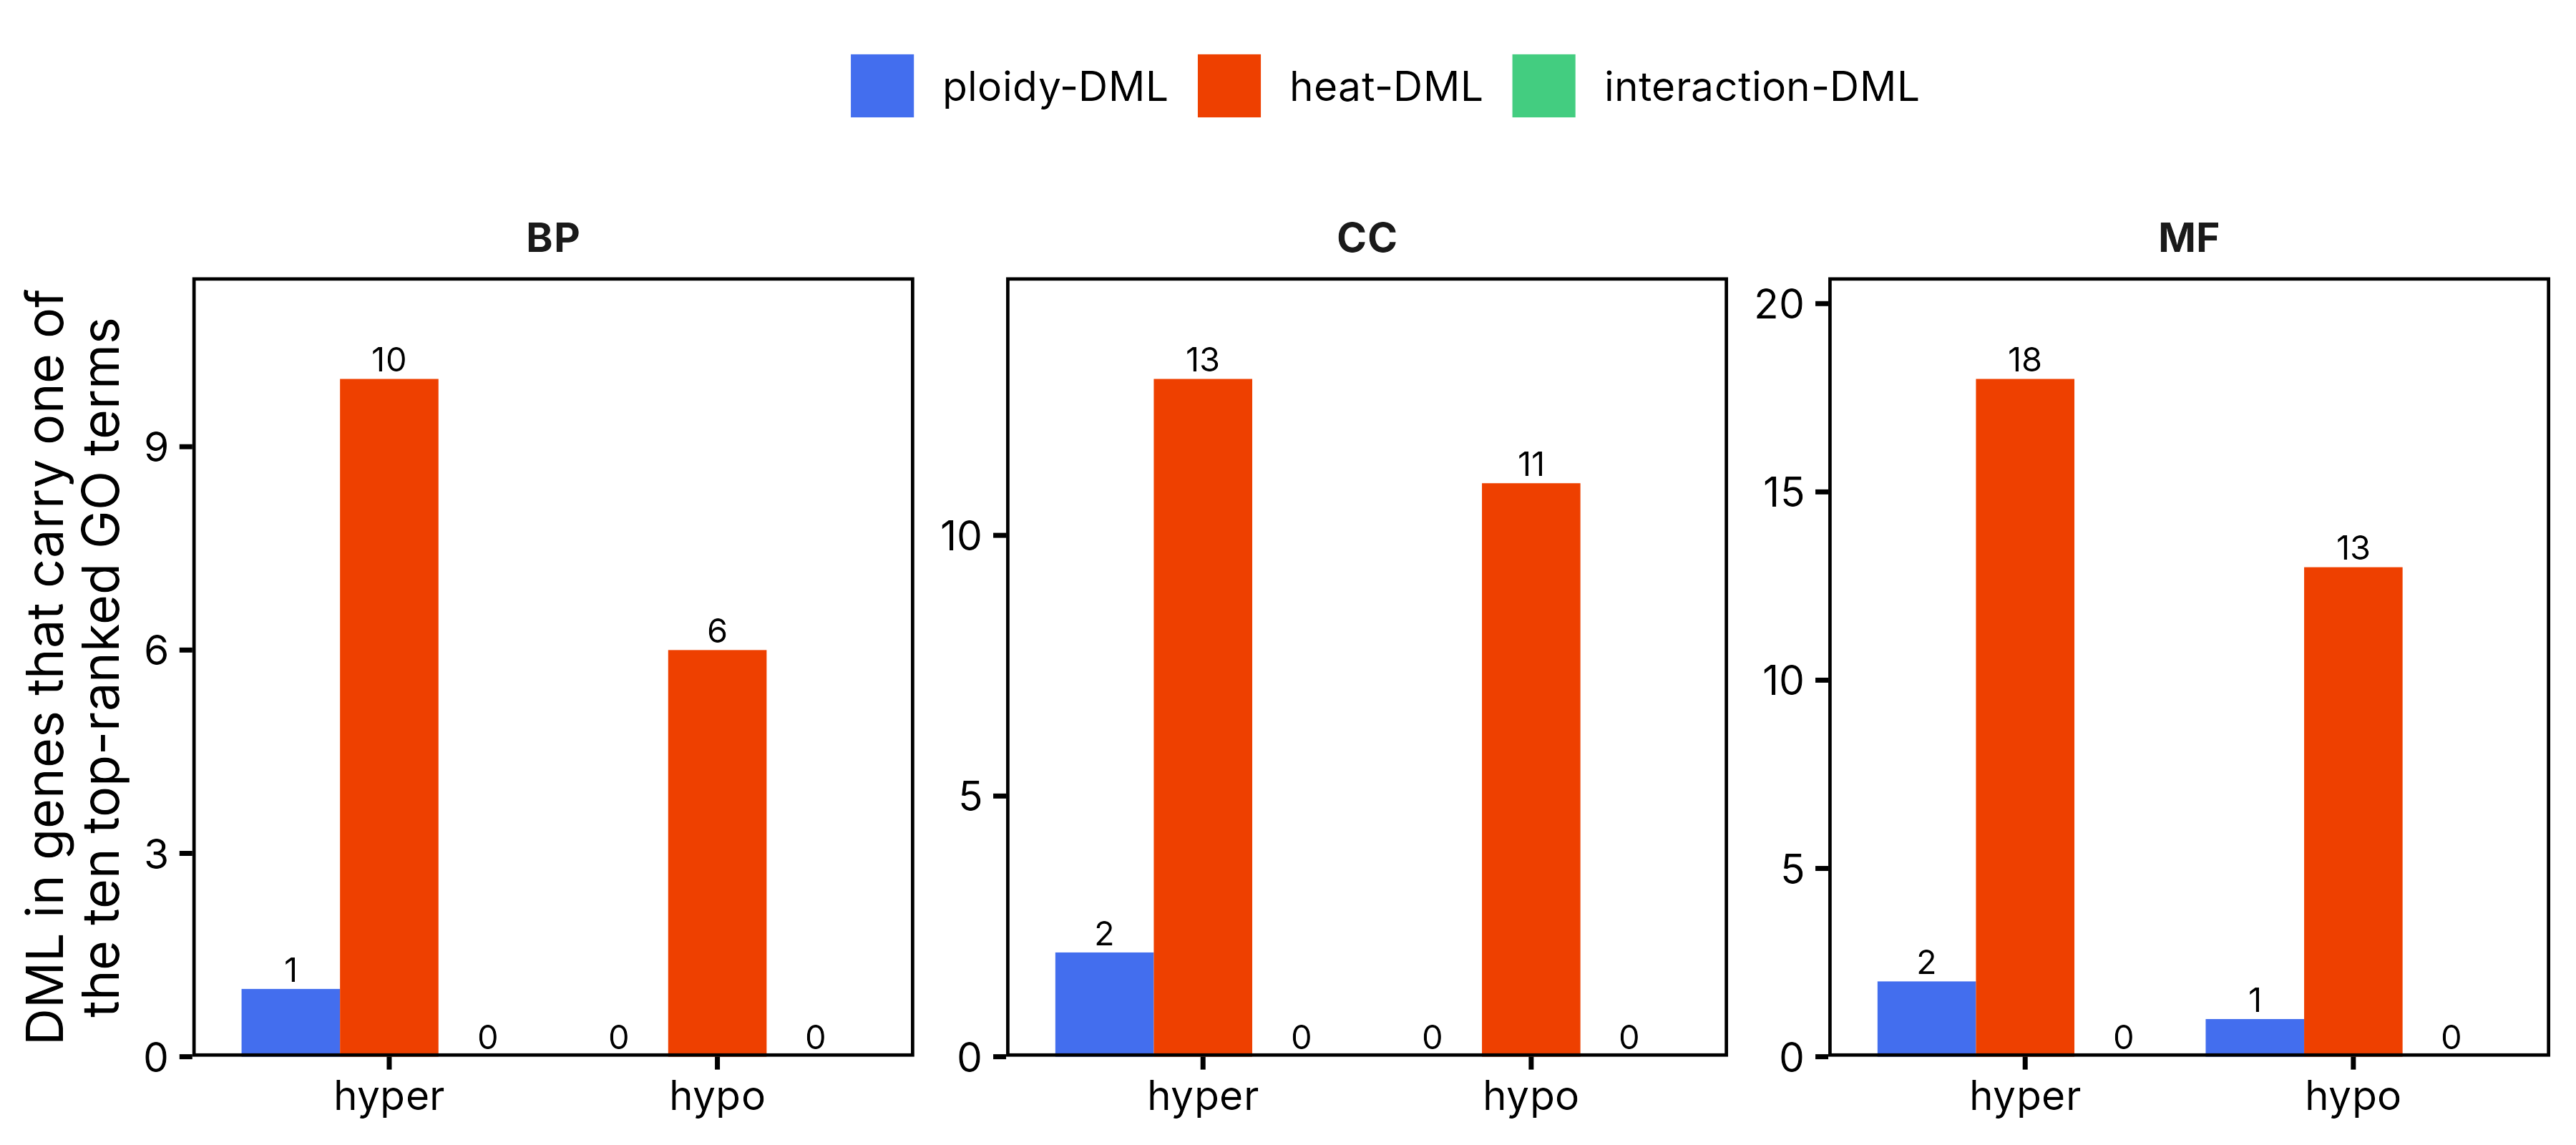 ploidy-DML heat-DML interaction-DML
BP CC MF
DML in genes that carry one of
the ten top-ranked GO terms
0 3 6 9
1 10 0 0 6 0
hyper hypo
0 5 10
2 13 0 0 11 0
hyper hypo
0 5 10 15 20
2 18 0 1 13 0
hyper hypo